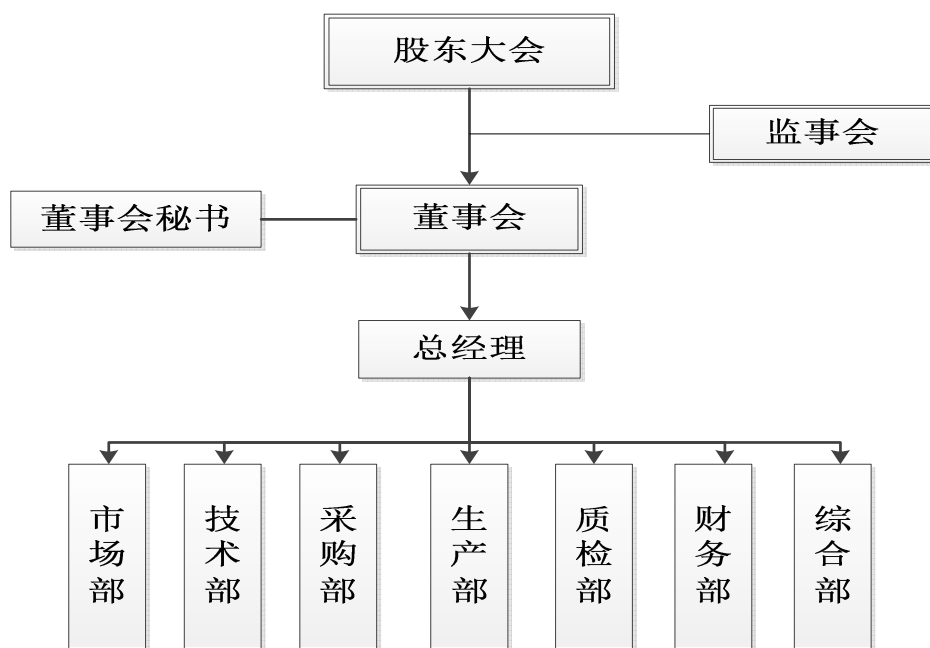 股东大会
监事会
董事会秘书
董事会
总经理
市场部
技术部
采购部
生产部
质检部
财务部
综合部